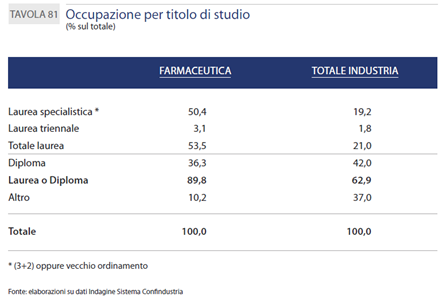 TAVOLA 81 Occupazione per titolo di studio
(% sul totale)
FARMACEUTICA TOTALE INDUSTRIA
Laurea specialistica * 50,4 19,2
Laurea triennale 3,1 1,8
Totale laurea 53,5 21,0
Diploma 36,3 42,0
Laurea o Diploma 89,8 62,9
Altro 10,2 37,0
Totale 100,0 100,0
* (3+2) oppure vecchio ordinamento
Fonte: elaborazioni su dati Indagine Sistema Confindustria